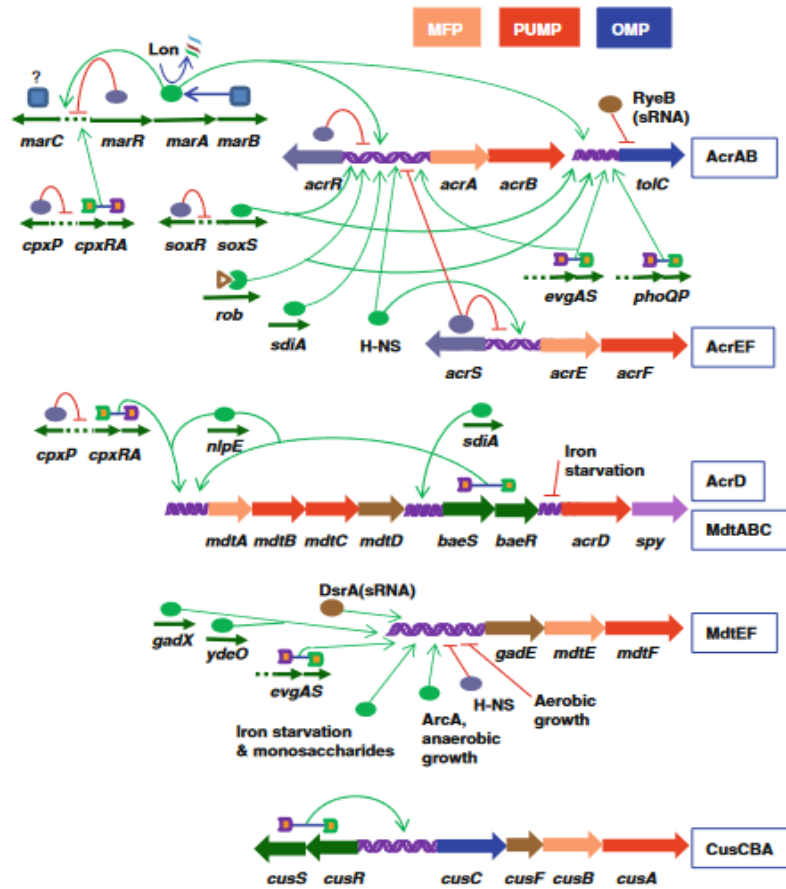 MFP PUMP OMP
Lon
?
RyeB
(sRNA)
marC marR marA marB
AcrAB
acrR acrA acrB tolC
cpxP cpxRA soxR soxS
evgAS phoQP
rob
sdiA H-NS
AcrEF
acrS acrE acrF
cpxP cpxRA nlpE sdiA
Iron
starvation
AcrD
mdtA mdtB mdtC mdtD baeS baeR acrD spy
MdtABC
DsrA(sRNA)
gadX
ydeO
MdtEF
gadE mdtE mdtF
evgAS
H-NS
Iron starvation
& monosaccharides
ArcA,
anaerobic
growth
Aerobic
growth
CusCBA
cusS cusR cusC cusF cusB cusA